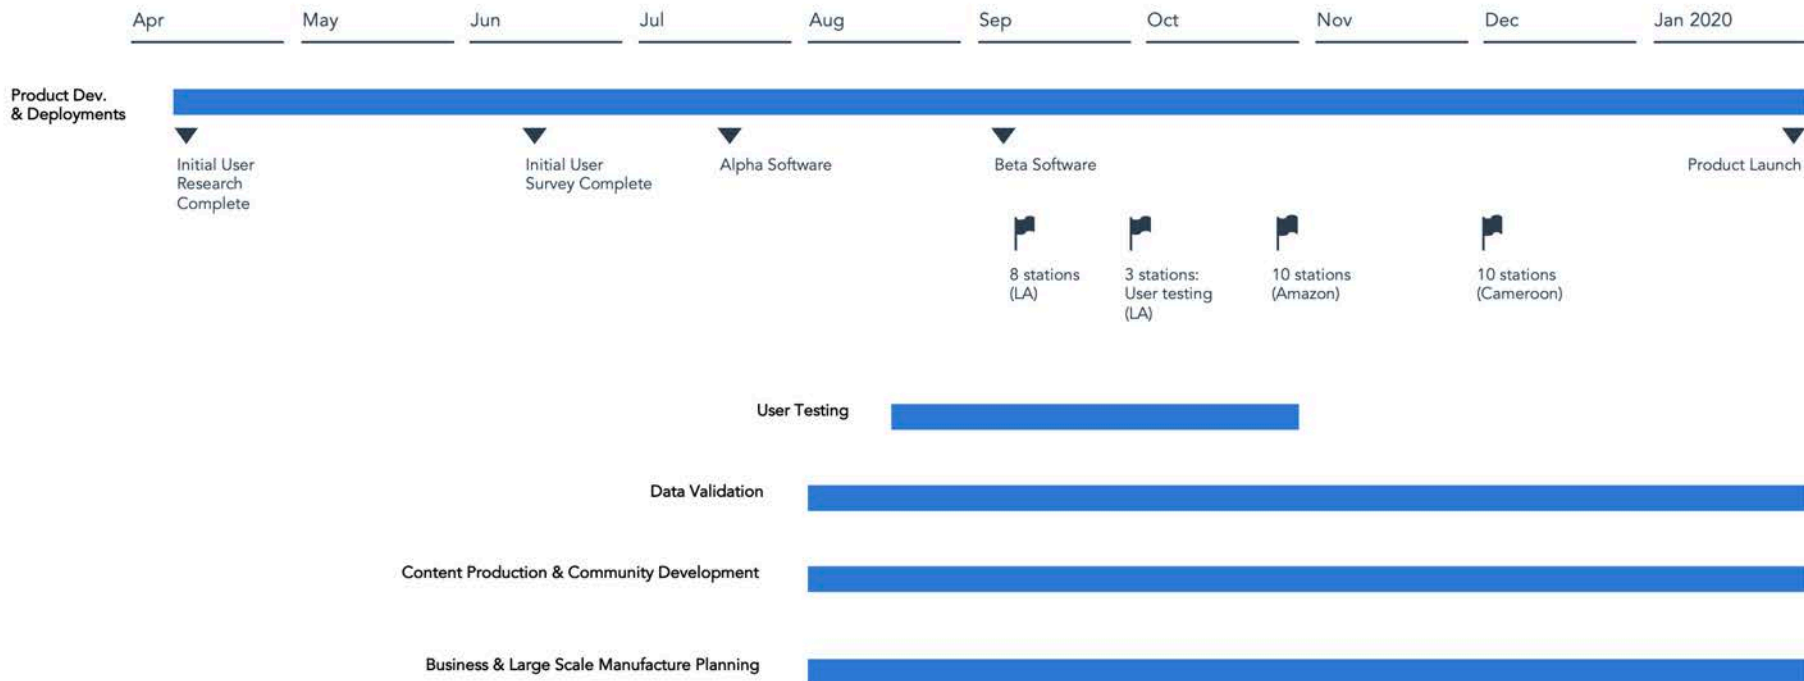 Apr May Jun Jul Aug Sep Oct Nov Dec Jan 2020
Product Dev.
& Deployments
Initial User
Research
Complete
Initial User
Survey Complete
Alpha Software
Beta Software
Product Launch
8 stations
(LA)
3 stations:
User testing
(LA)
10 stations
(Amazon)
10 stations
(Cameroon)
User Testing
Data Validation
Content Production & Community Development
Business & Large Scale Manufacture Planning